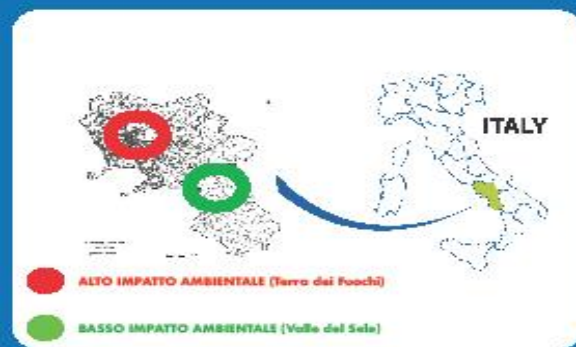 ITALY
ALTO IMPATTO AMBIENTALE (Terra dei Fuochi)
BASSO IMPATTO AMBIENTALE (Valle del Sele)